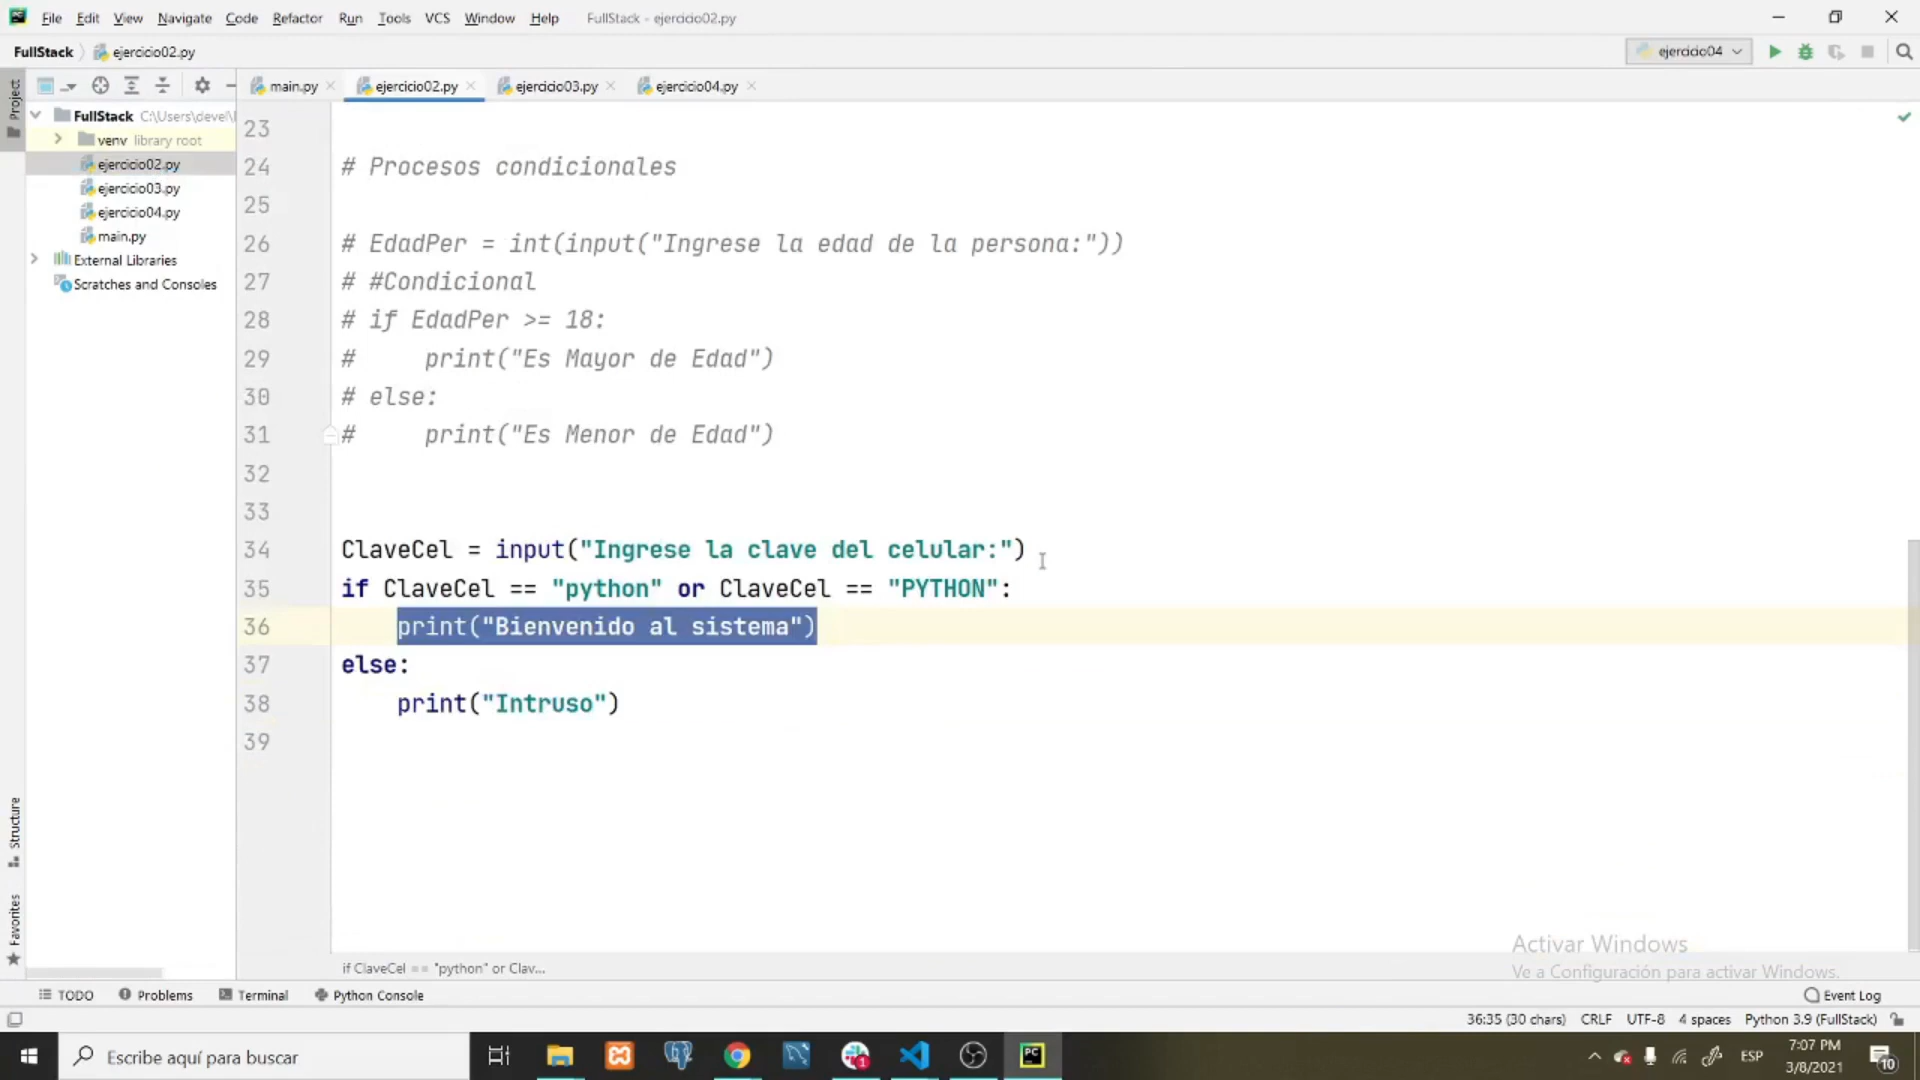 File Edit View Navigate Code Refactor Run Tools VCS Window Help FullStack - ejercicio02.py
FullStack ejercicio02.py ejercicio04
main.py ejercicio02.py ejercicio03.py ejercicio04.py
Project
FullStack C:\Users\devel\
venv library root
ejercicio02.py
ejercicio03.py
ejercicio04.py
main.py
External Libraries
Scratches and Consoles
23
24 # Procesos condicionales
25
26 # EdadPer = int(input("Ingrese la edad de la persona:"))
27 # #Condicional
28 # if EdadPer >= 18:
29 #     print("Es Mayor de Edad")
30 # else:
31 #     print("Es Menor de Edad")
32
33
34 ClaveCel = input("Ingrese la clave del celular:")
35 if ClaveCel == "python" or ClaveCel == "PYTHON":
36     print("Bienvenido al sistema")
37 else:
38     print("Intruso")
39
Structure
Favorites
Activar Windows
Ve a Configuración para activar Windows.
if ClaveCel == "python" or Clav...
TODO Problems Terminal Python Console Event Log
36:35 (30 chars) CRLF UTF-8 4 spaces Python 3.9 (FullStack)
Escribe aquí para buscar
PC
1
ESP
7:07 PM
3/8/2021
10